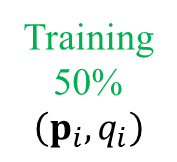 Training
50%
(𝐩ᵢ, 𝑞ᵢ)